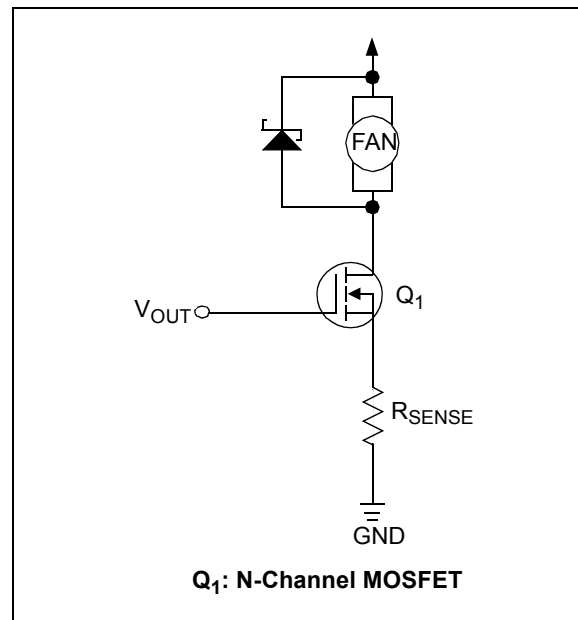 FAN
Q1
VOUT
RSENSE
GND
Q1: N-Channel MOSFET